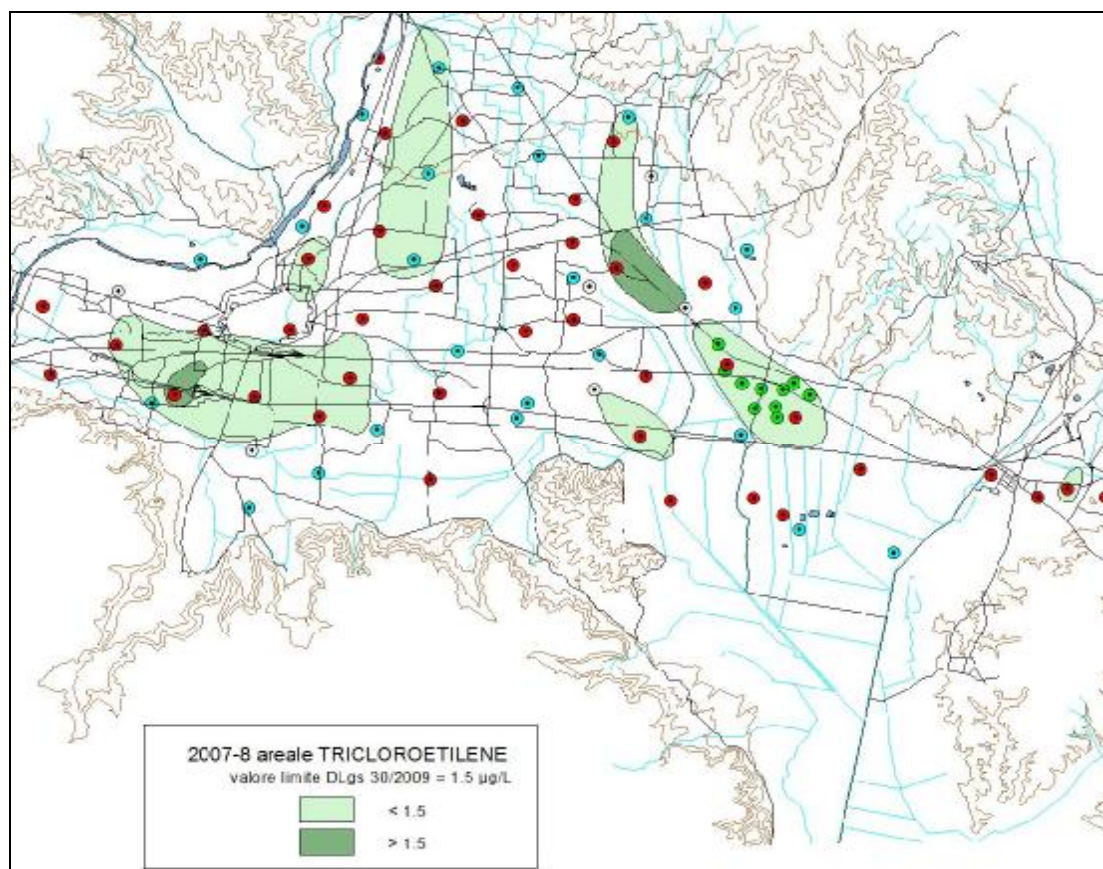 2007-8 areale TRICLOROETILENE
valore limite DLgs 30/2009 = 1.5 µg/L
< 1.5
> 1.5